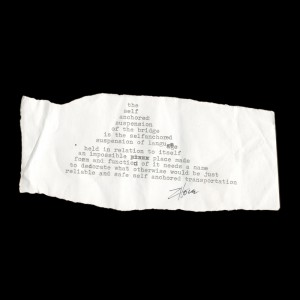 the
self
anchored
suspension
of the bridge
is the selfanchored
suspension of
held in relation to itself
an impossible place made
form and function of it needs a name
to decorate what otherwise would be just
reliable and safe self anchored transportation